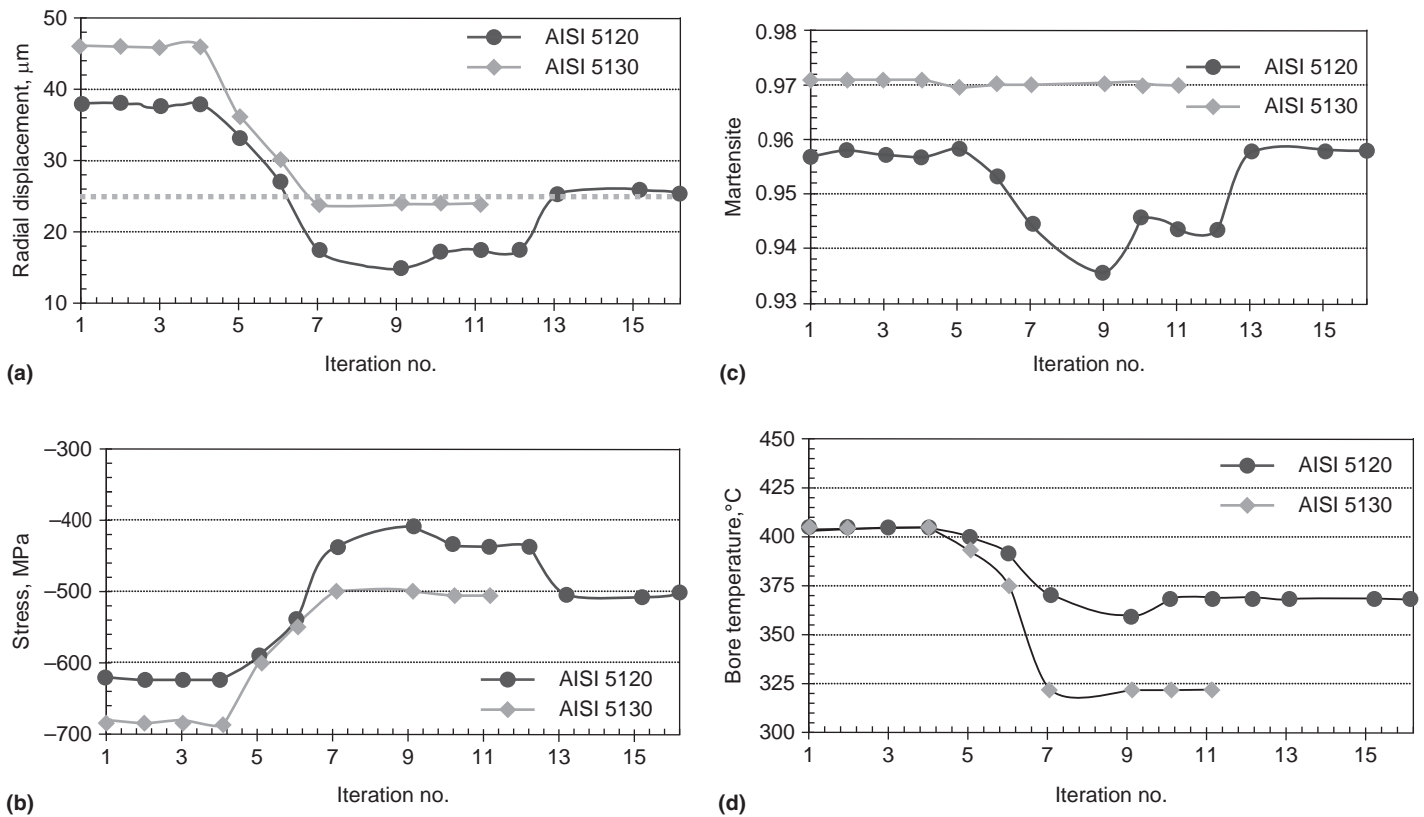 50
40
30
20
10
Radial displacement, μm
AISI 5120
AISI 5130
1 3 5 7 9 11 13 15
Iteration no.
(a)
0.98
0.97
0.96
0.95
0.94
0.93
Martensite
AISI 5120
AISI 5130
1 3 5 7 9 11 13 15
Iteration no.
(c)
–300
–400
–500
–600
–700
Stress, MPa
AISI 5120
AISI 5130
1 3 5 7 9 11 13 15
Iteration no.
(b)
450
425
400
375
350
325
300
Bore temperature,°C
AISI 5120
AISI 5130
1 3 5 7 9 11 13 15
Iteration no.
(d)